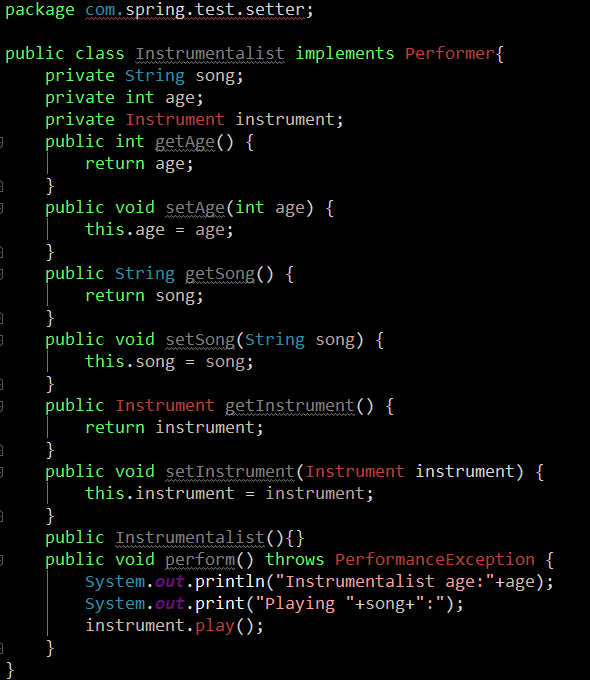 package com.spring.test.setter;
public class Instrumentalist implements Performer{
private String song;
private int age;
private Instrument instrument;
public int getAge() {
return age;
}
public void setAge(int age) {
this.age = age;
}
public String getSong() {
return song;
}
public void setSong(String song) {
this.song = song;
}
public Instrument getInstrument() {
return instrument;
}
public void setInstrument(Instrument instrument) {
this.instrument = instrument;
}
public Instrumentalist(){}
public void perform() throws PerformanceException {
System.out.println("Instrumentalist age:"+age);
System.out.print("Playing "+song+":");
instrument.play();
}
}